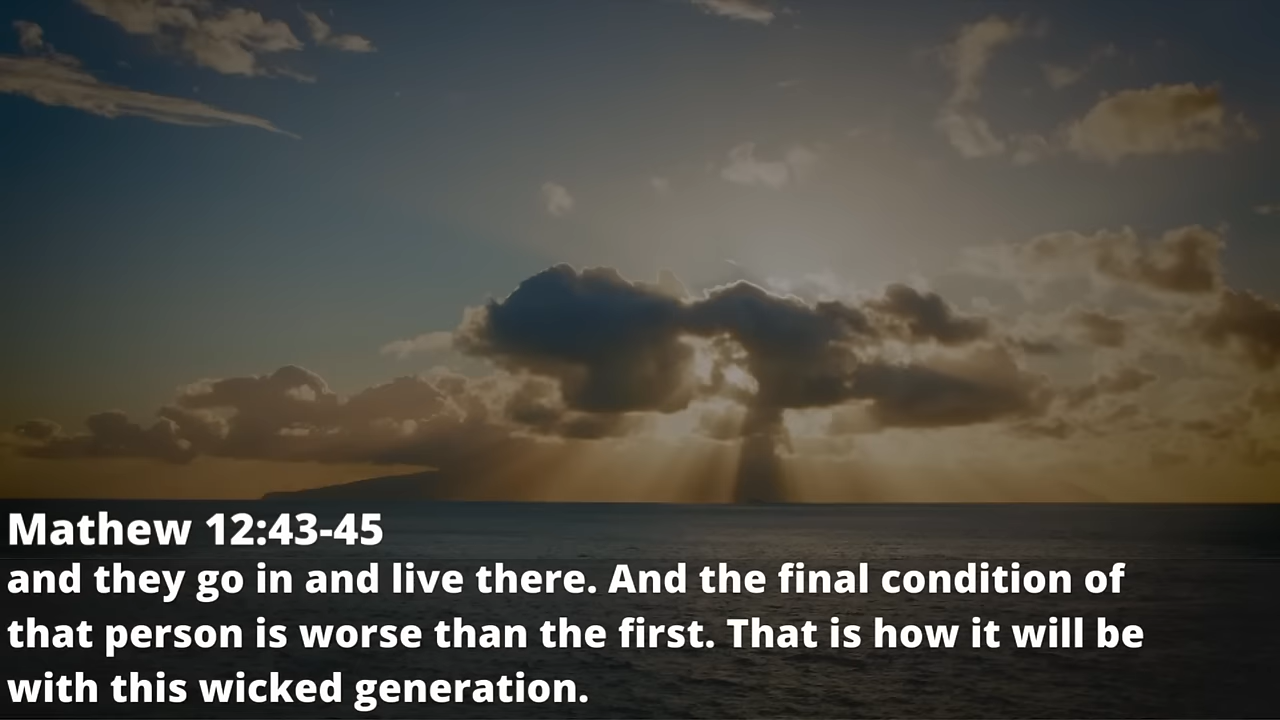 Mathew 12:43-45
and they go in and live there. And the final condition of
that person is worse than the first. That is how it will be
with this wicked generation.